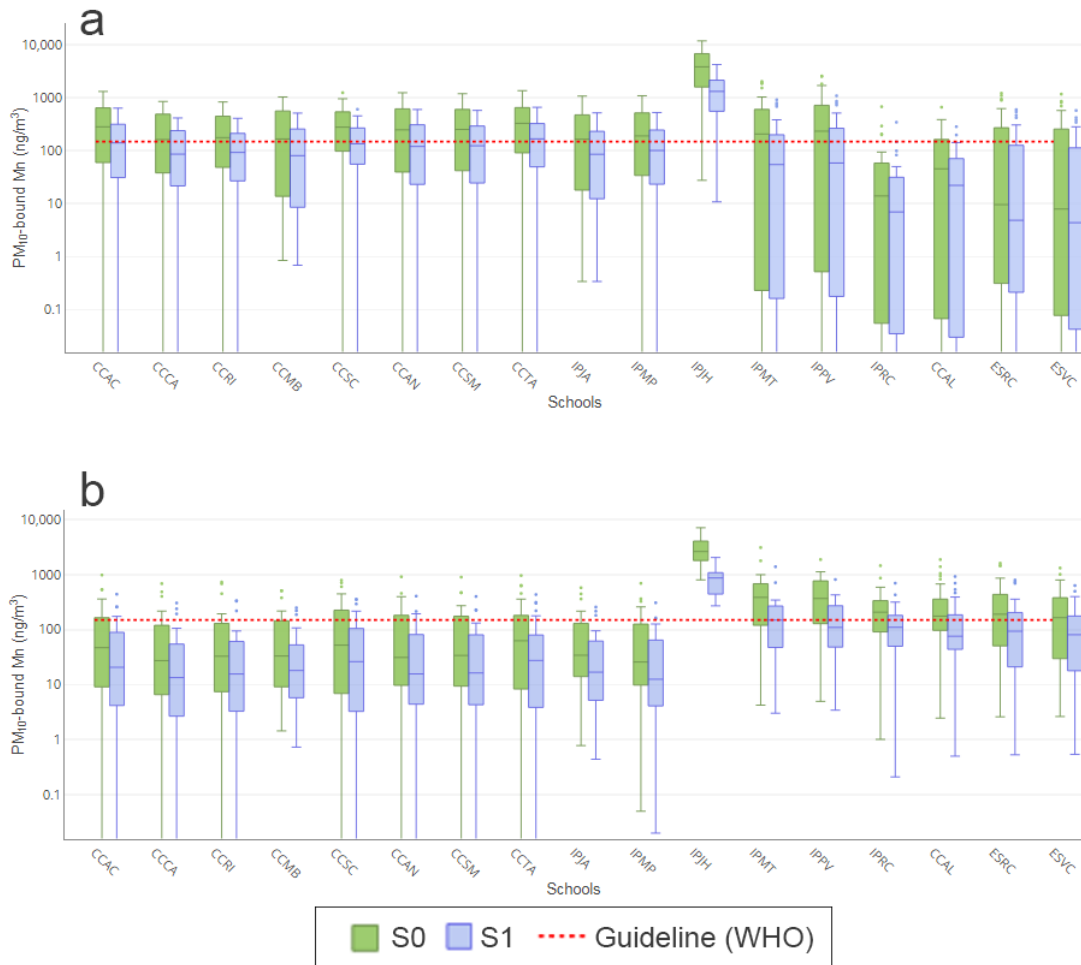 a
PM₁₀-bound Mn (ng/m³)
10,000
1000
100
10
1
0.1
CCAC CCCA CCRI CCMB CCSC CCAN CCSM CCTA IPJA IPMP IPJH IPMT IPPV IPRC CCAL ESRC ESVC
Schools
b
PM₁₀-bound Mn (ng/m³)
10,000
1000
100
10
1
0.1
CCAC CCCA CCRI CCMB CCSC CCAN CCSM CCTA IPJA IPMP IPJH IPMT IPPV IPRC CCAL ESRC ESVC
Schools
S0 S1 Guideline (WHO)